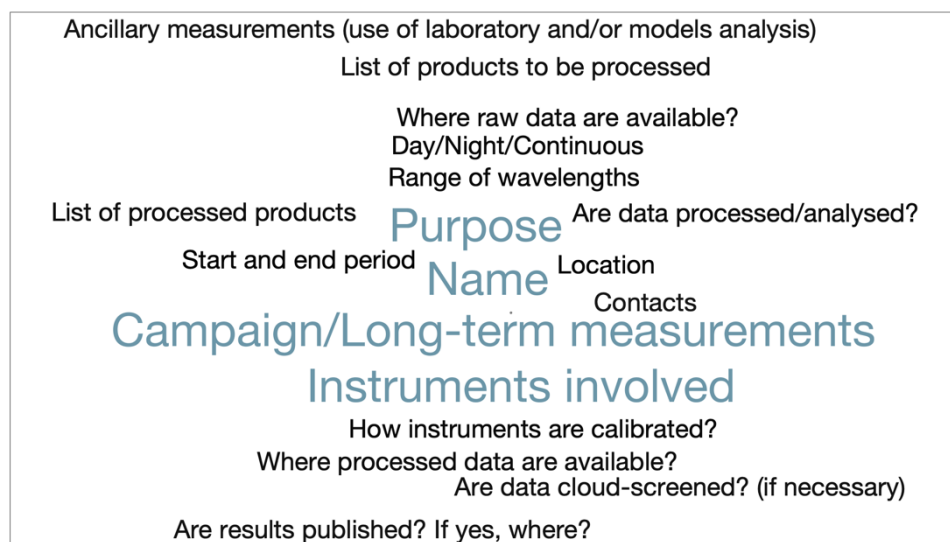 Ancillary measurements (use of laboratory and/or models analysis)
List of products to be processed
Where raw data are available?
Day/Night/Continuous
Range of wavelengths
List of processed products
Purpose
Are data processed/analysed?
Start and end period
Name
Location
Contacts
Campaign/Long-term measurements
Instruments involved
How instruments are calibrated?
Where processed data are available?
Are data cloud-screened? (if necessary)
Are results published? If yes, where?